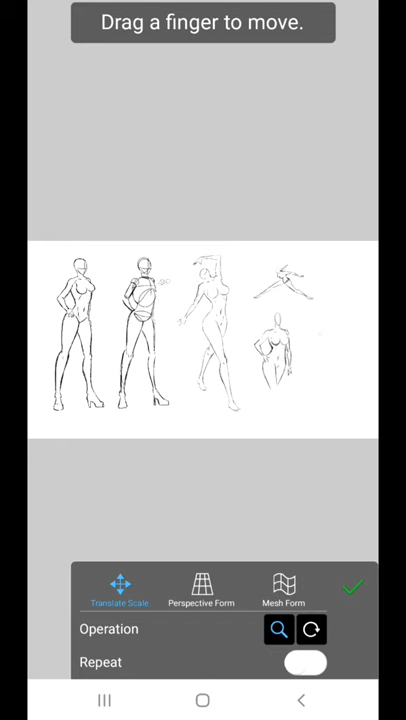 Drag a finger to move.
Translate Scale
Perspective Form
Mesh Form
Operation
Repeat